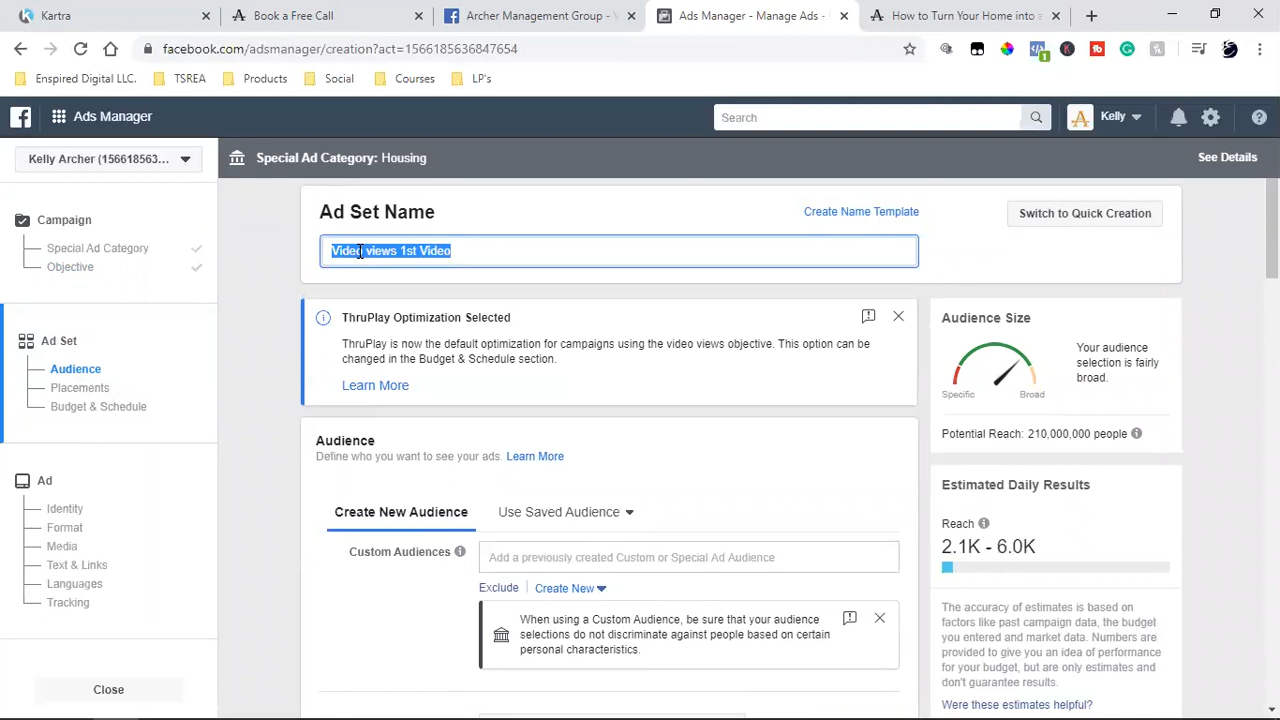 Kartra
Book a Free Call
Archer Management Group - V
Ads Manager - Manage Ads -
How to Turn Your Home into a
facebook.com/adsmanager/creation?act=1566185636847654
Enspired Digital LLC.
TSREA
Products
Social
Courses
LP's
Ads Manager
Search
Kelly
Kelly Archer (156618563...
Special Ad Category: Housing
See Details
Campaign
Special Ad Category
Objective
Ad Set
Audience
Placements
Budget & Schedule
Ad
Identity
Format
Media
Text & Links
Languages
Tracking
Close
Ad Set Name
Create Name Template
Switch to Quick Creation
Video views 1st Video
ThruPlay Optimization Selected
ThruPlay is now the default optimization for campaigns using the video views objective. This option can be
changed in the Budget & Schedule section.
Learn More
Audience
Define who you want to see your ads. Learn More
Create New Audience
Use Saved Audience
Custom Audiences
Add a previously created Custom or Special Ad Audience
Exclude
Create New
When using a Custom Audience, be sure that your audience
selections do not discriminate against people based on certain
personal characteristics.
Audience Size
Your audience
selection is fairly
broad.
Specific
Broad
Potential Reach: 210,000,000 people
Estimated Daily Results
Reach
2.1K - 6.0K
The accuracy of estimates is based on
factors like past campaign data, the budget
you entered and market data. Numbers are
provided to give you an idea of performance
for your budget, but are only estimates and
don't guarantee results.
Were these estimates helpful?